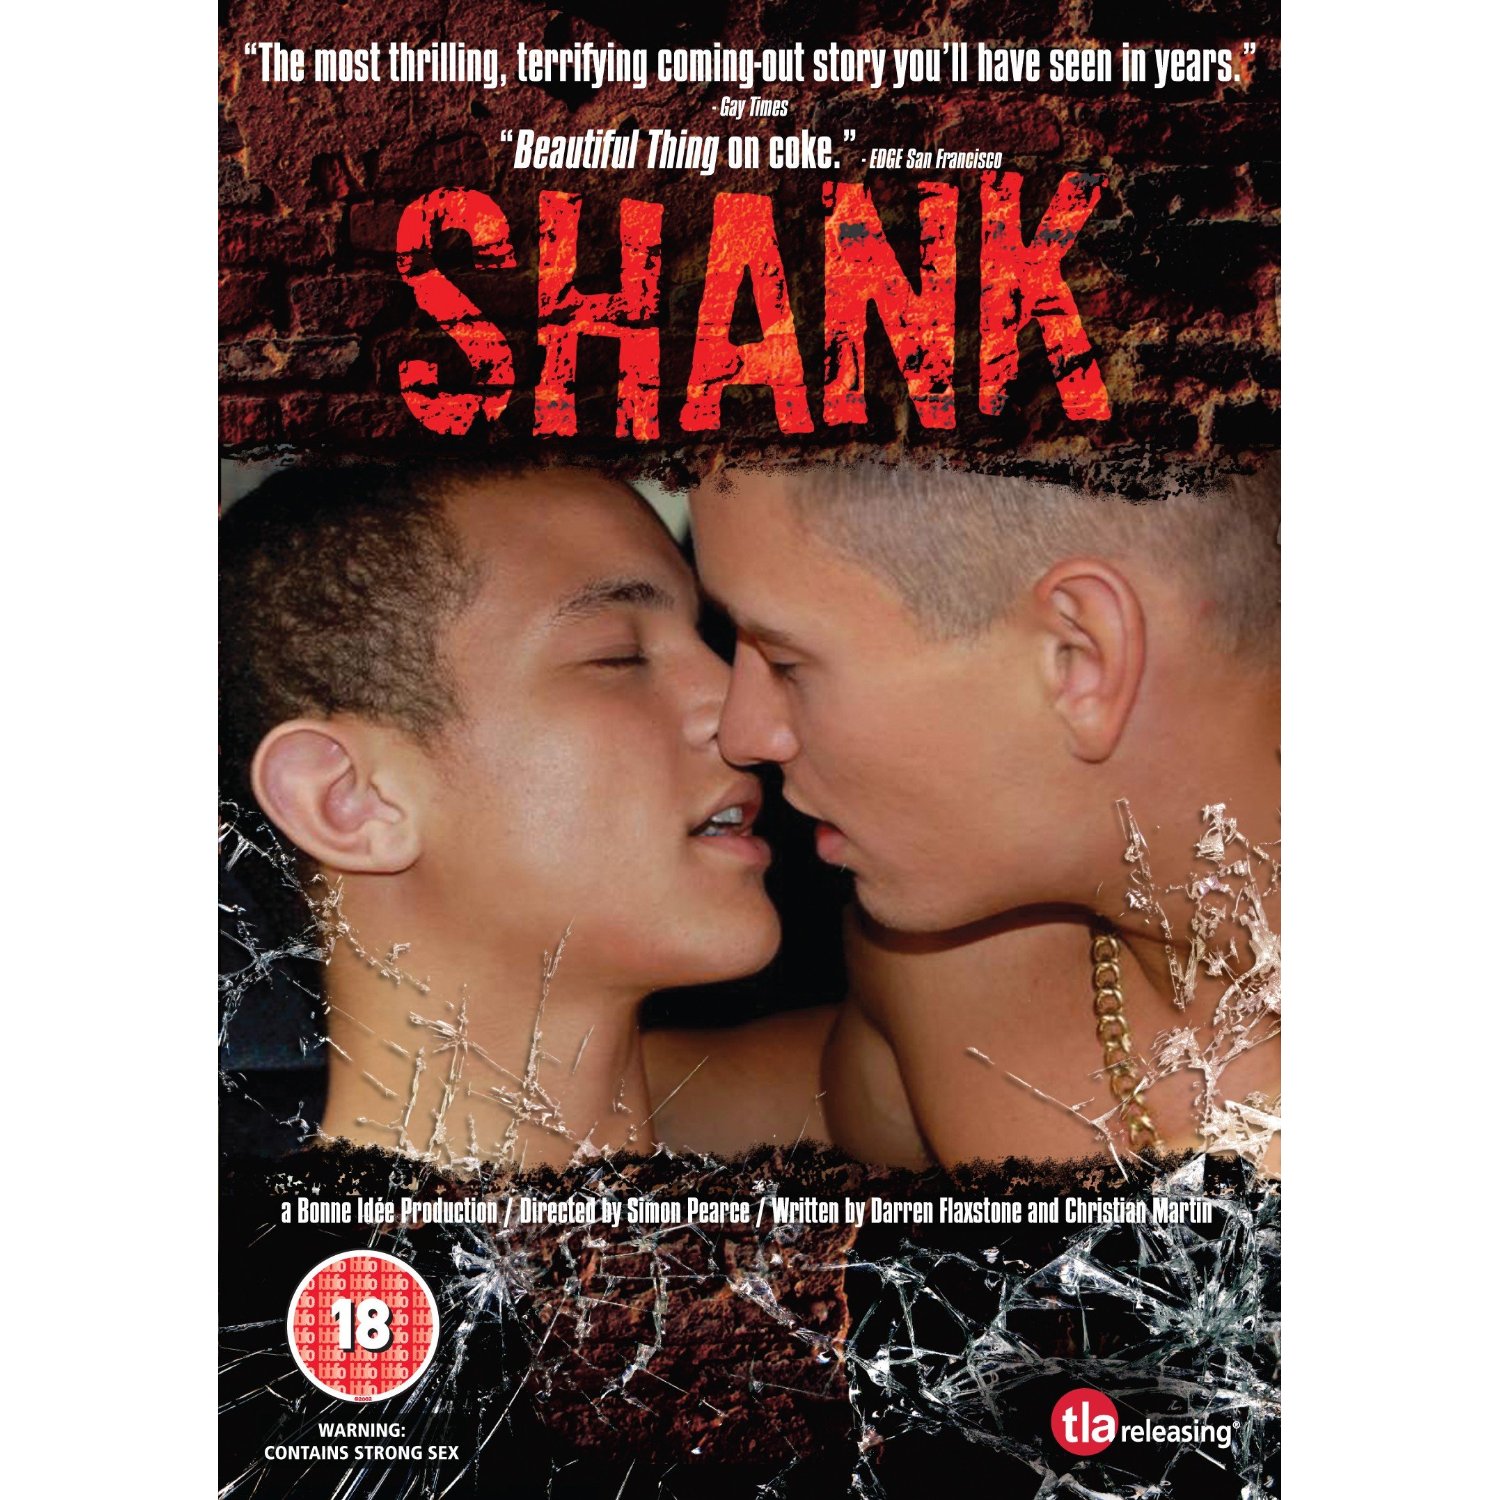 “The most thrilling, terrifying coming-out story you’ll have seen in years.”
- Gay Times
“Beautiful Thing on coke.” - EDGE San Francisco
SHANK
a Bonne Idée Production / Directed by Simon Pearce / Written by Darren Flaxstone and Christian Martin
18
WARNING:
CONTAINS STRONG SEX
tla releasing®